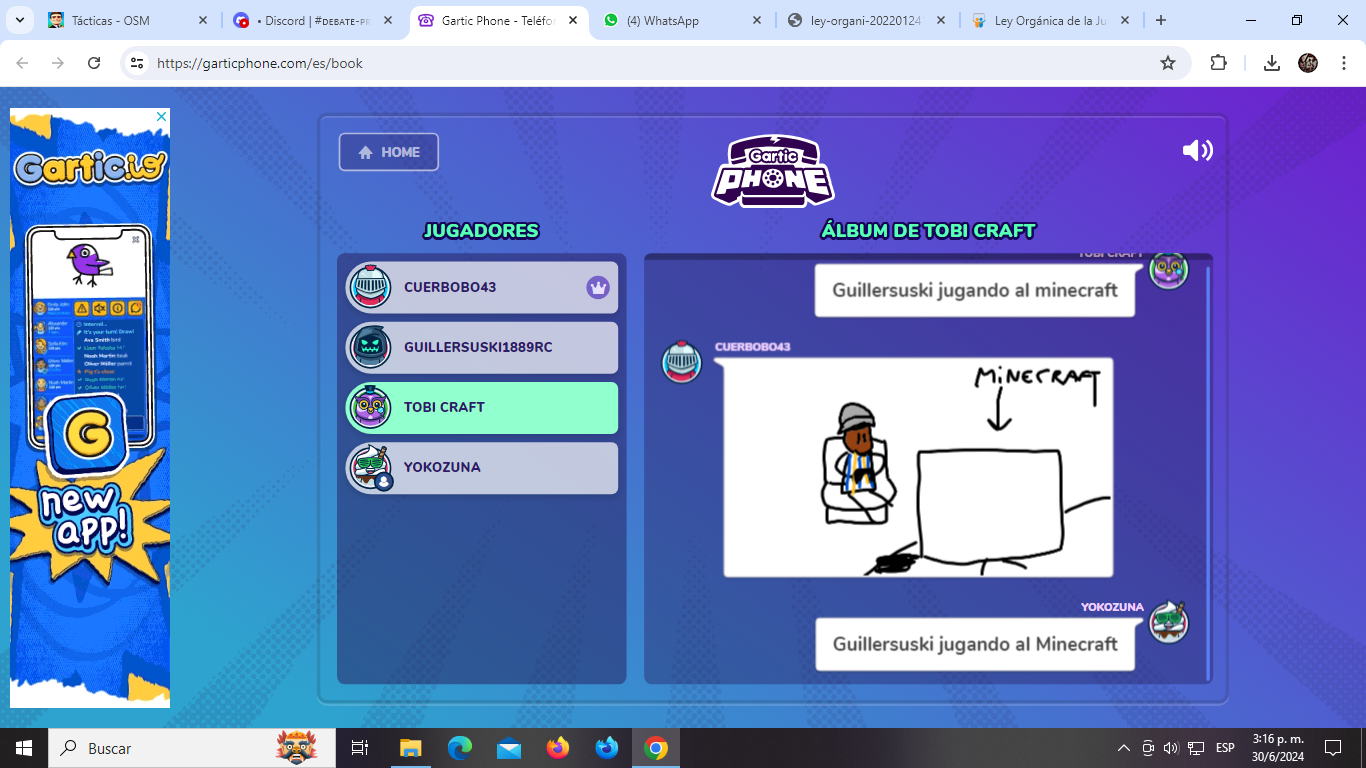 Tácticas - OSM
• Discord | #DEBATE-PR
Gartic Phone - Teléfo
(4) WhatsApp
ley-organi-20220124
Ley Orgánica de la Ju
https://garticphone.com/es/book
Gartic.io
G
new
app!
HOME
Gartic
PHONE
JUGADORES
CUERBOBO43
GUILLERSUSKI1889RC
TOBI CRAFT
YOKOZUNA
ÁLBUM DE TOBI CRAFT
TOBI CRAFT
Guillersuski jugando al minecraft
CUERBOBO43
MINECRAFT
YOKOZUNA
Guillersuski jugando al Minecraft
Buscar
ESP
3:16 p. m.
30/6/2024